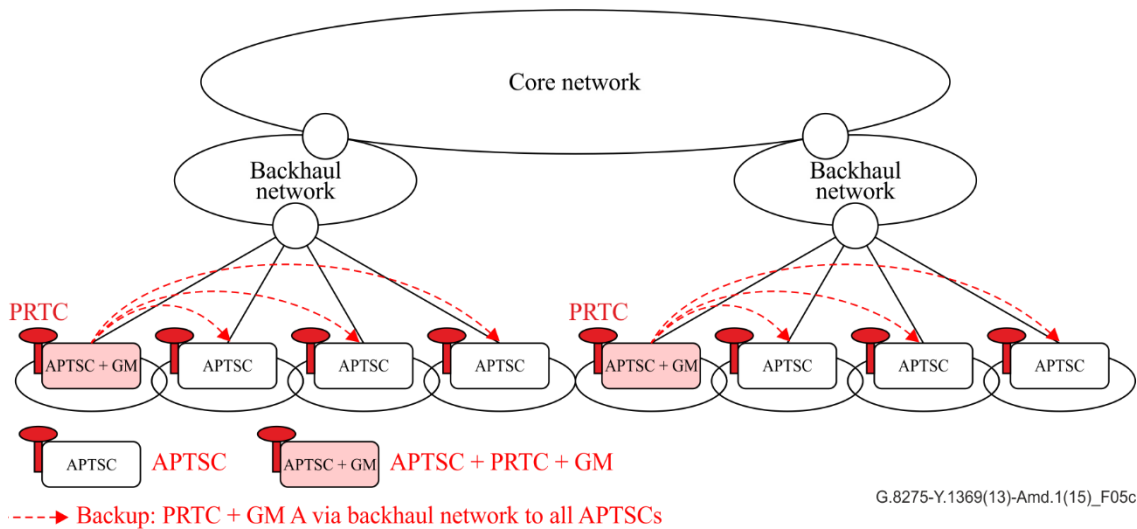 Core network
Backhaul
network
Backhaul
network
PRTC
PRTC
APTSC + GM
APTSC
APTSC
APTSC
APTSC + GM
APTSC
APTSC
APTSC
APTSC
APTSC
APTSC + GM
APTSC + PRTC + GM
G.8275-Y.1369(13)-Amd.1(15)_F05c
Backup: PRTC + GM A via backhaul network to all APTSCs